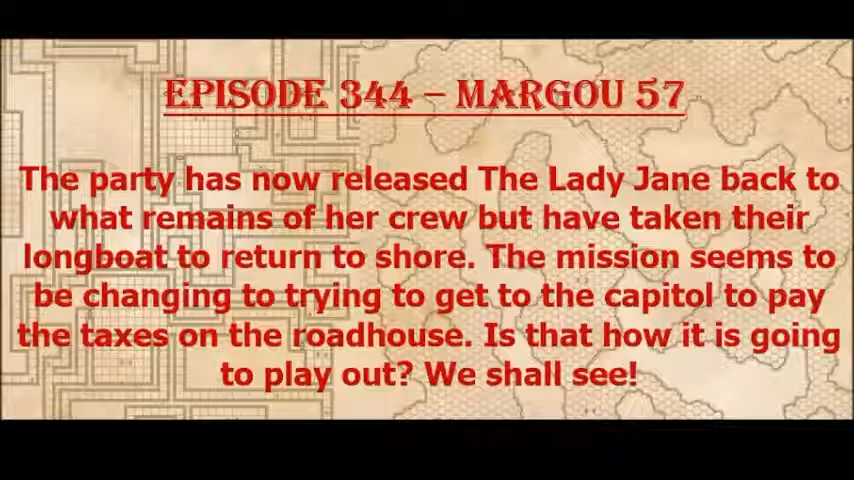 EPISODE 344 – MARGOU 57
The party has now released The Lady Jane back to
what remains of her crew but have taken their
longboat to return to shore. The mission seems to
be changing to trying to get to the capitol to pay
the taxes on the roadhouse. Is that how it is going
to play out? We shall see!